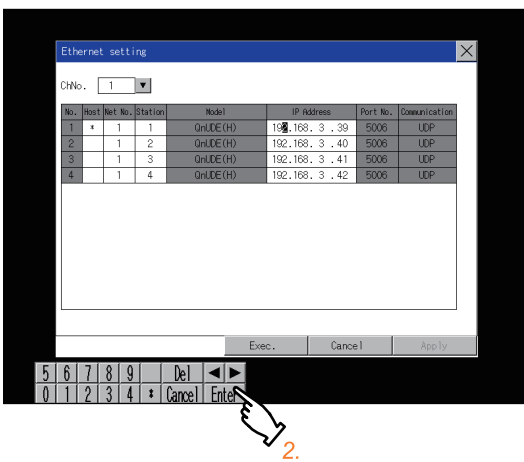 Ethernet setting
ChNo. 1
No. Host Net No. Station Model IP Address Port No. Communication
1 * 1 1 QnUDE(H) 192.168. 3 .39 5006 UDP
2 1 2 QnUDE(H) 192.168. 3 .40 5006 UDP
3 1 3 QnUDE(H) 192.168. 3 .41 5006 UDP
4 1 4 QnUDE(H) 192.168. 3 .42 5006 UDP
Exec. Cancel Apply
5 6 7 8 9 Del ◀ ▶
0 1 2 3 4 * Cancel Enter
2.